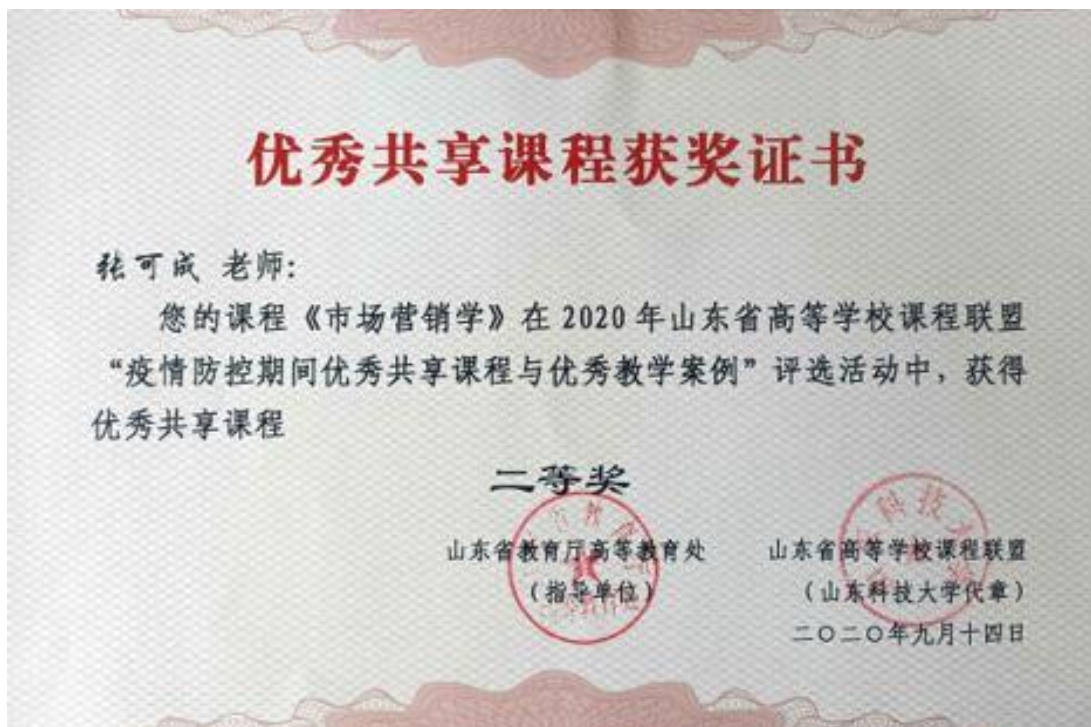 优秀共享课程获奖证书
张可成 老师：
您的课程《市场营销学》在2020年山东省高等学校课程联盟
“疫情防控期间优秀共享课程与优秀教学案例”评选活动中，获得
优秀共享课程
二等奖
山东省教育厅高等教育处 山东省高等学校课程联盟
（指导单位） （山东科技大学代章）
二〇二〇年九月十四日